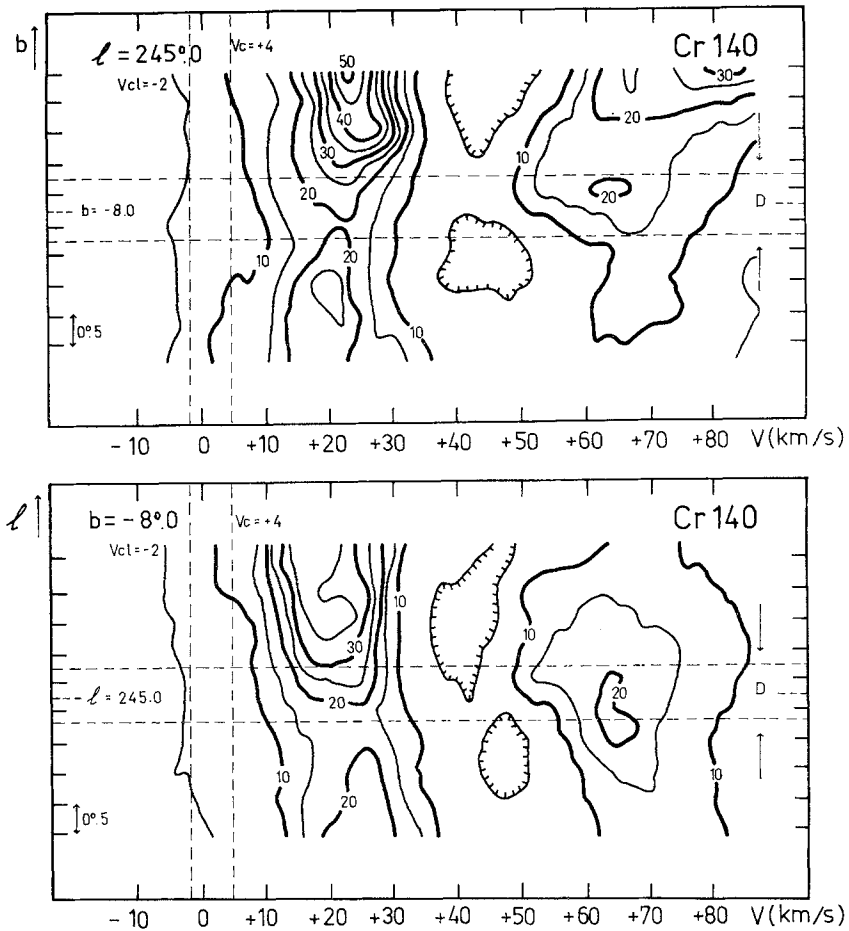 b ℓ = 245°.0 Vc = +4 Cr 140
Vcl = -2
50
40
30
20
10
20
20
10
10
20
20
30
D
b = -8.0
0°.5
-10 0 +10 +20 +30 +40 +50 +60 +70 +80 V(km/s)
ℓ b = -8°.0 Vc = +4 Cr 140
Vcl = -2
10
30
20
10
20
10
20
10
D
ℓ = 245.0
0°.5
-10 0 +10 +20 +30 +40 +50 +60 +70 +80 V(km/s)